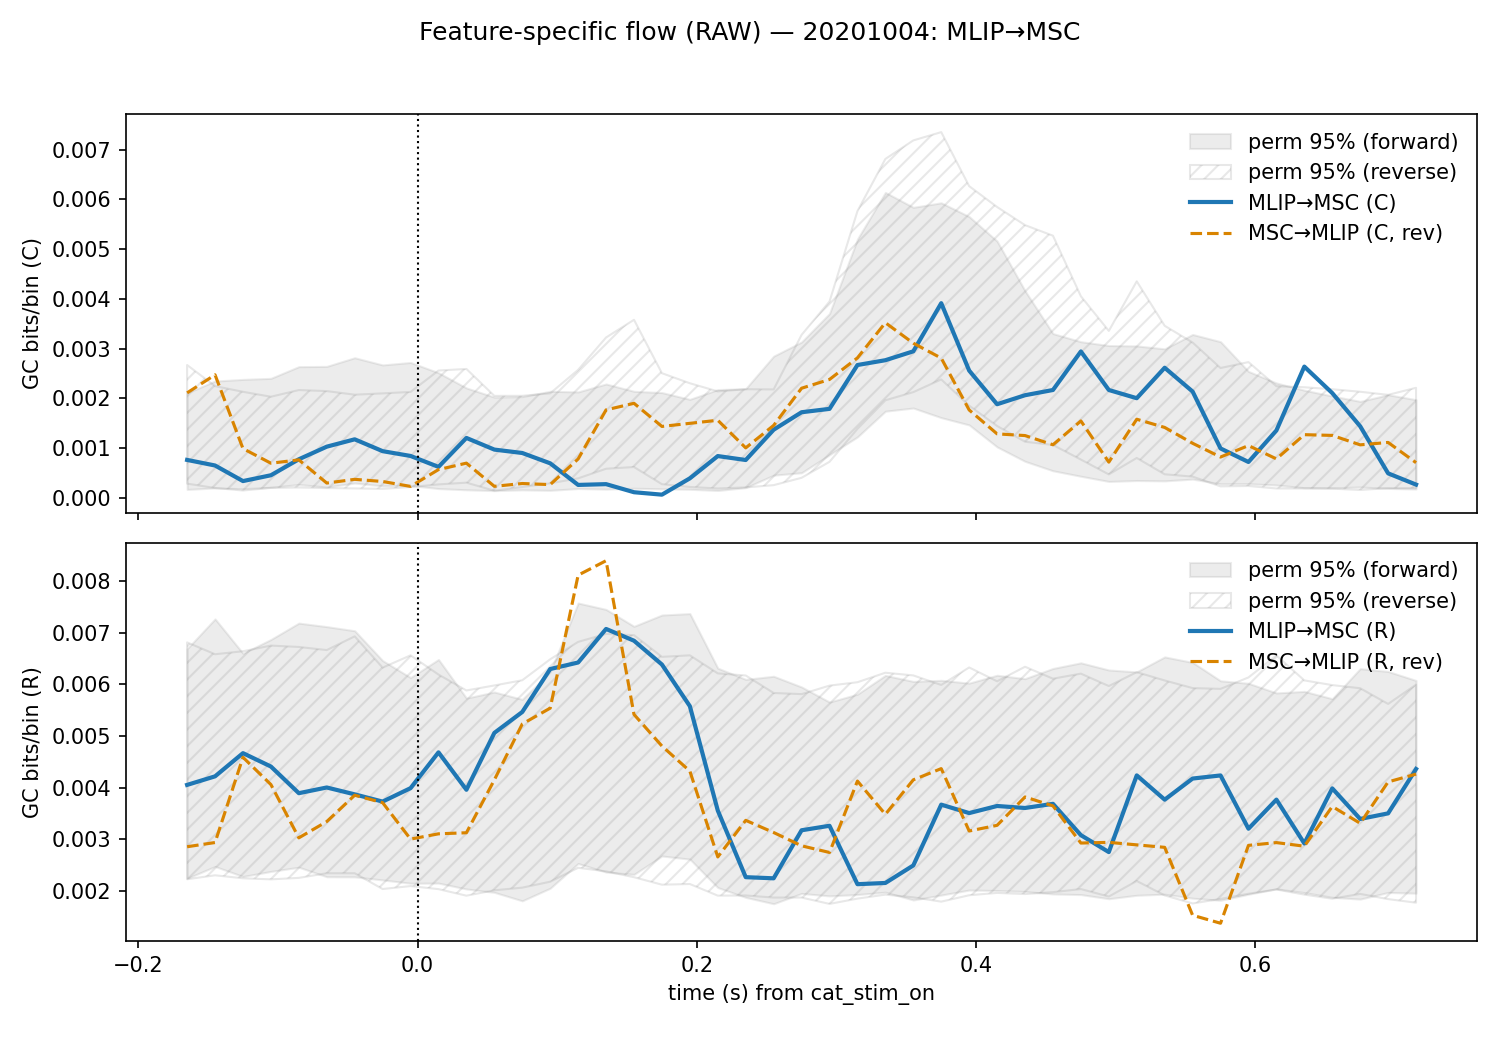 Feature-specific flow (RAW) — 20201004: MLIP→MSC
GC bits/bin (C)
0.007
0.006
0.005
0.004
0.003
0.002
0.001
0.000
perm 95% (forward)
perm 95% (reverse)
MLIP→MSC (C)
MSC→MLIP (C, rev)
GC bits/bin (R)
0.008
0.007
0.006
0.005
0.004
0.003
0.002
perm 95% (forward)
perm 95% (reverse)
MLIP→MSC (R)
MSC→MLIP (R, rev)
−0.2 0.0 0.2 0.4 0.6
time (s) from cat_stim_on